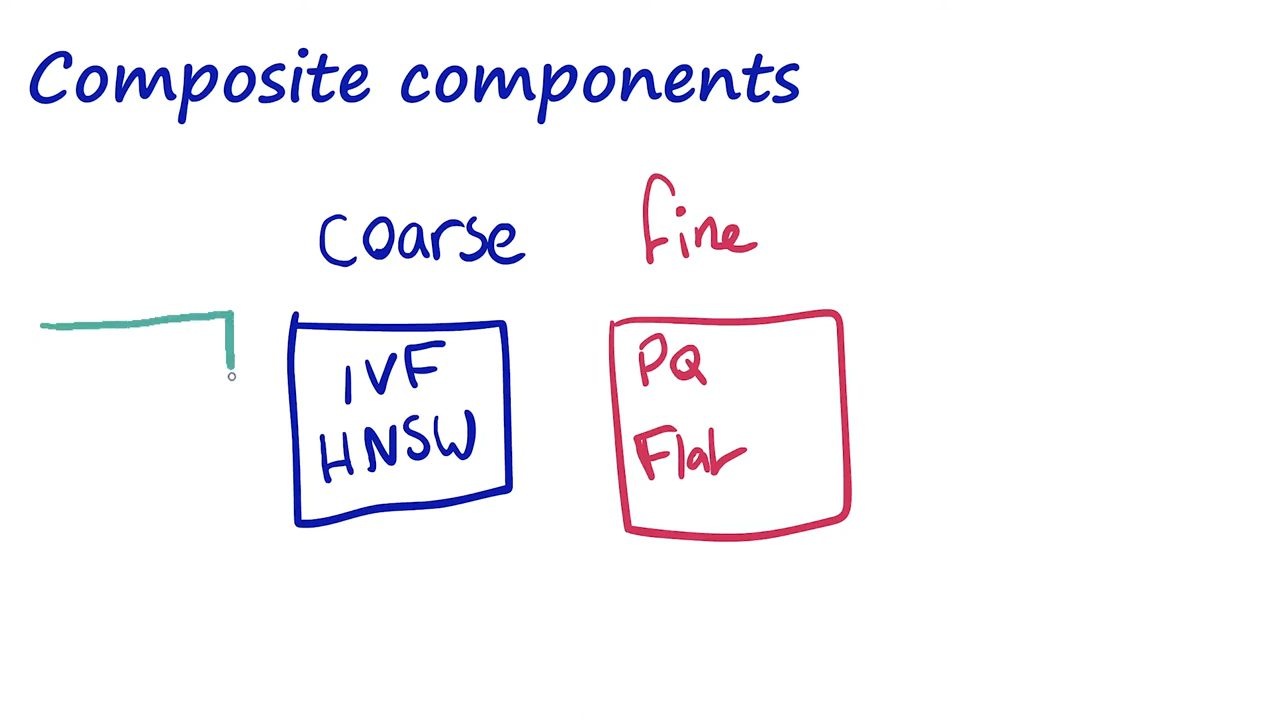 Composite components
coarse
fine
IVF
HNSW
PQ
Flat